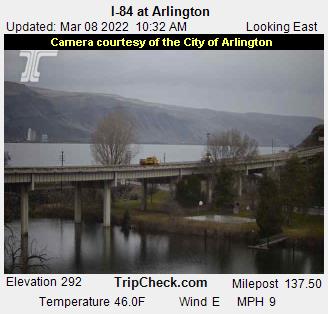 I-84 at Arlington
Updated: Mar 08 2022 10:32 AM Looking East
Camera courtesy of the City of Arlington
Elevation 292 TripCheck.com Milepost 137.50
Temperature 46.0F Wind E MPH 9